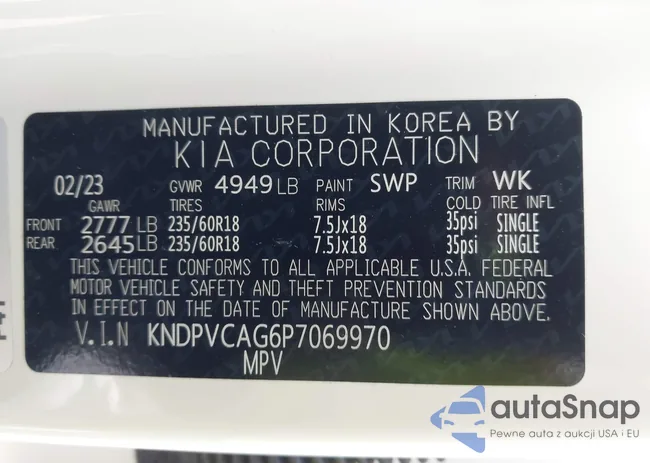 MANUFACTURED IN KOREA BY
KIA CORPORATION
02/23 GVWR 4949 LB PAINT SWP TRIM WK
GAWR TIRES RIMS COLD TIRE INFL
FRONT 2777 LB 235/60R18 7.5Jx18 35psi SINGLE
REAR 2645 LB 235/60R18 7.5Jx18 35psi SINGLE
THIS VEHICLE CONFORMS TO ALL APPLICABLE U.S.A. FEDERAL
MOTOR VEHICLE SAFETY AND THEFT PREVENTION STANDARDS
IN EFFECT ON THE DATE OF MANUFACTURE SHOWN ABOVE.
V.I.N KNDPVCAG6P7069970
MPV
autaSnap
Pewne auta z aukcji USA i EU